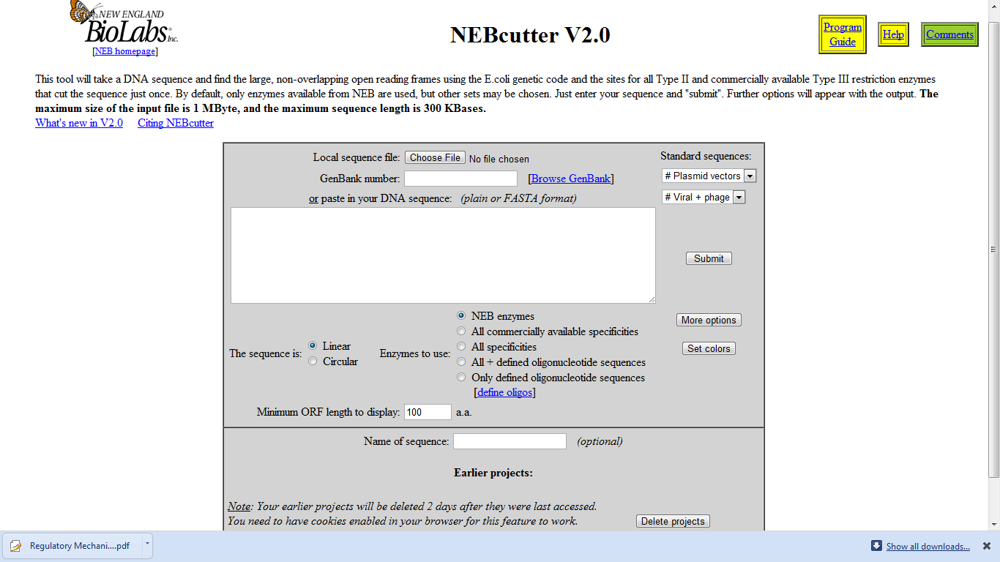 NEW ENGLAND
BioLabs Inc.
[NEB homepage]
NEBcutter V2.0
Program
Guide
Help
Comments
This tool will take a DNA sequence and find the large, non-overlapping open reading frames using the E.coli genetic code and the sites for all Type II and commercially available Type III restriction enzymes
that cut the sequence just once. By default, only enzymes available from NEB are used, but other sets may be chosen. Just enter your sequence and "submit". Further options will appear with the output. The
maximum size of the input file is 1 MByte, and the maximum sequence length is 300 KBases.
What's new in V2.0 Citing NEBcutter
Local sequence file: Choose File No file chosen
Standard sequences:
GenBank number: [Browse GenBank]
# Plasmid vectors
or paste in your DNA sequence: (plain or FASTA format)
# Viral + phage
Submit
More options
Set colors
The sequence is:
Linear
Circular
Enzymes to use:
NEB enzymes
All commercially available specificities
All specificities
All + defined oligonucleotide sequences
Only defined oligonucleotide sequences
[define oligos]
Minimum ORF length to display: 100 a.a.
Name of sequence: (optional)
Earlier projects:
Note: Your earlier projects will be deleted 2 days after they were last accessed.
You need to have cookies enabled in your browser for this feature to work.
Delete projects
Regulatory Mechani....pdf
Show all downloads...